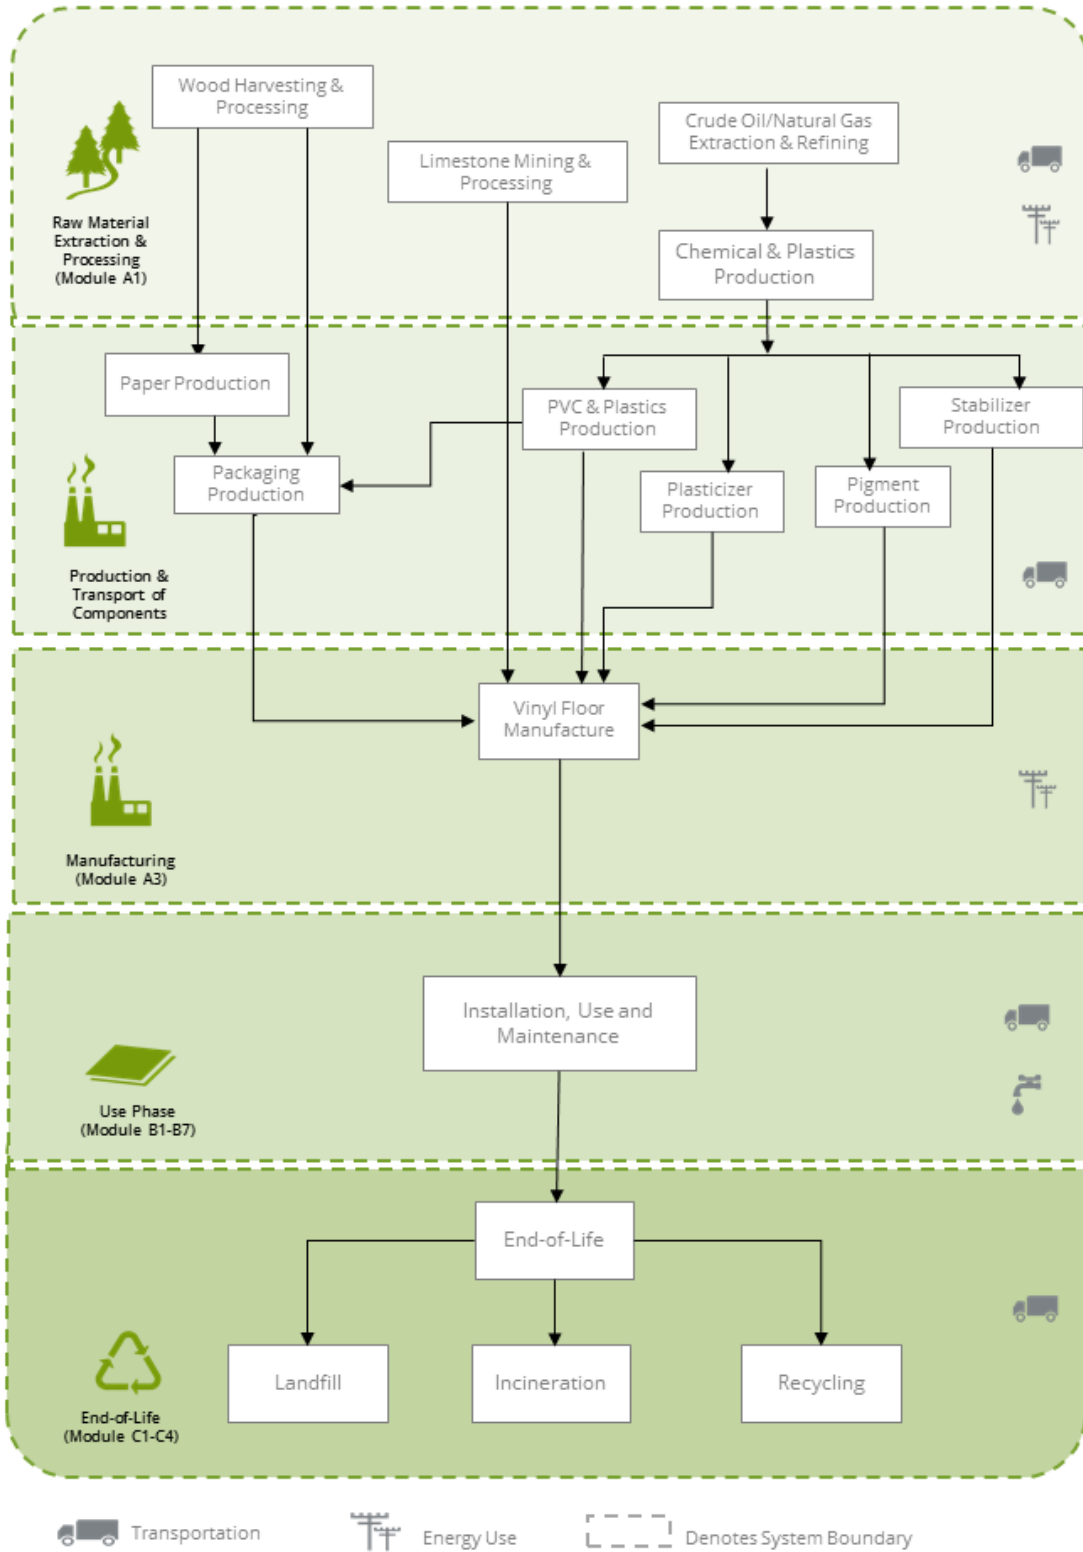 Wood Harvesting &
Processing
Crude Oil/Natural Gas
Extraction & Refining
Limestone Mining &
Processing
Raw Material
Extraction &
Processing
(Module A1)
Chemical & Plastics
Production
Paper Production
PVC & Plastics
Production
Stabilizer
Production
Packaging
Production
Plasticizer
Production
Pigment
Production
Production &
Transport of
Components
Vinyl Floor
Manufacture
Manufacturing
(Module A3)
Installation, Use and
Maintenance
Use Phase
(Module B1-B7)
End-of-Life
Landfill
Incineration
Recycling
End-of-Life
(Module C1-C4)
Transportation
Energy Use
Denotes System Boundary